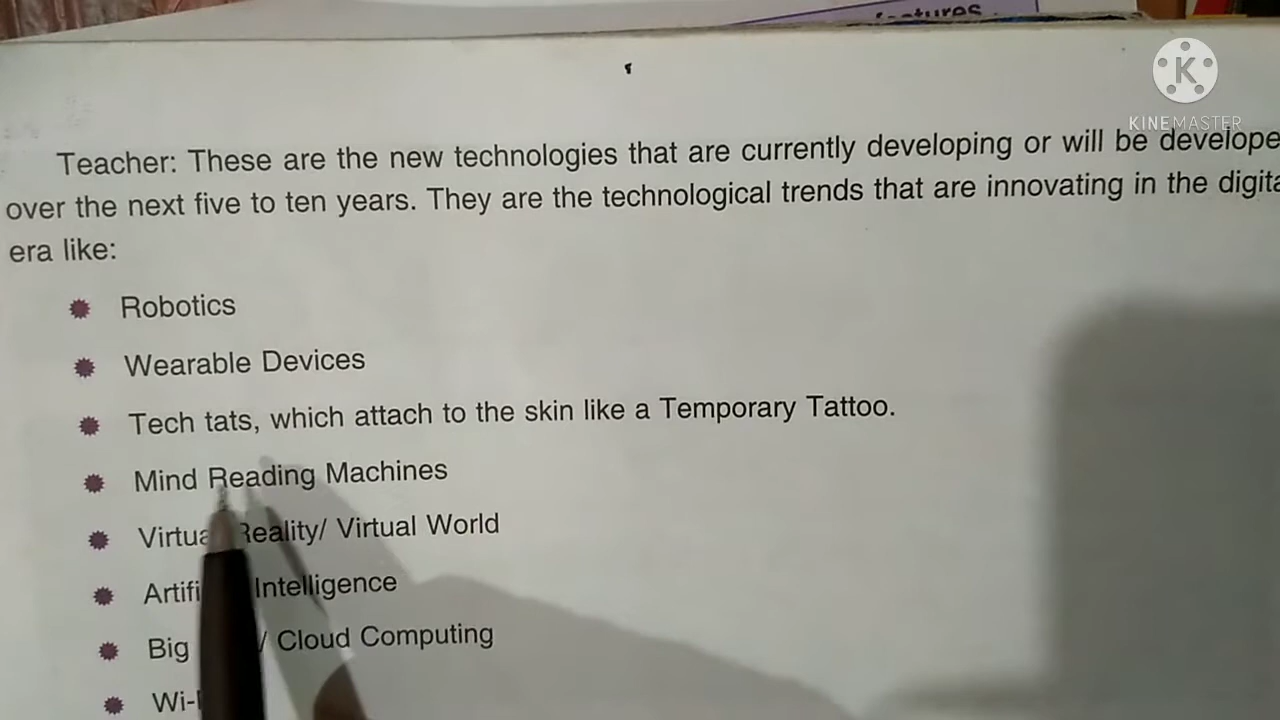 features
K
KINEMASTER
Teacher: These are the new technologies that are currently developing or will be develope
over the next five to ten years. They are the technological trends that are innovating in the digita
era like:
Robotics
Wearable Devices
Tech tats, which attach to the skin like a Temporary Tattoo.
Mind Reading Machines
Virtua Reality/ Virtual World
Artifi Intelligence
Big / Cloud Computing
Wi-